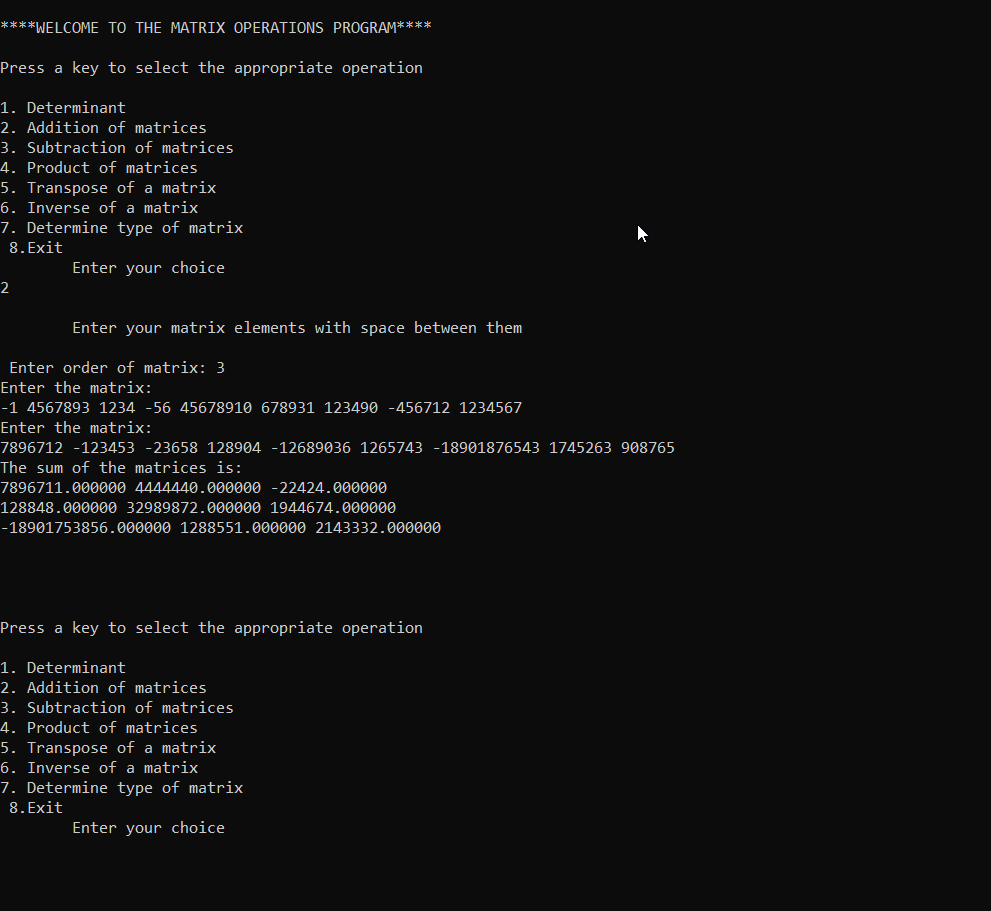 ****WELCOME TO THE MATRIX OPERATIONS PROGRAM****
Press a key to select the appropriate operation
1. Determinant
2. Addition of matrices
3. Subtraction of matrices
4. Product of matrices
5. Transpose of a matrix
6. Inverse of a matrix
7. Determine type of matrix
8.Exit
Enter your choice
2
Enter your matrix elements with space between them
Enter order of matrix: 3
Enter the matrix:
-1 4567893 1234 -56 45678910 678931 123490 -456712 1234567
Enter the matrix:
7896712 -123453 -23658 128904 -12689036 1265743 -18901876543 1745263 908765
The sum of the matrices is:
7896711.000000 4444440.000000 -22424.000000
128848.000000 32989872.000000 1944674.000000
-18901753856.000000 1288551.000000 2143332.000000
Press a key to select the appropriate operation
1. Determinant
2. Addition of matrices
3. Subtraction of matrices
4. Product of matrices
5. Transpose of a matrix
6. Inverse of a matrix
7. Determine type of matrix
8.Exit
Enter your choice